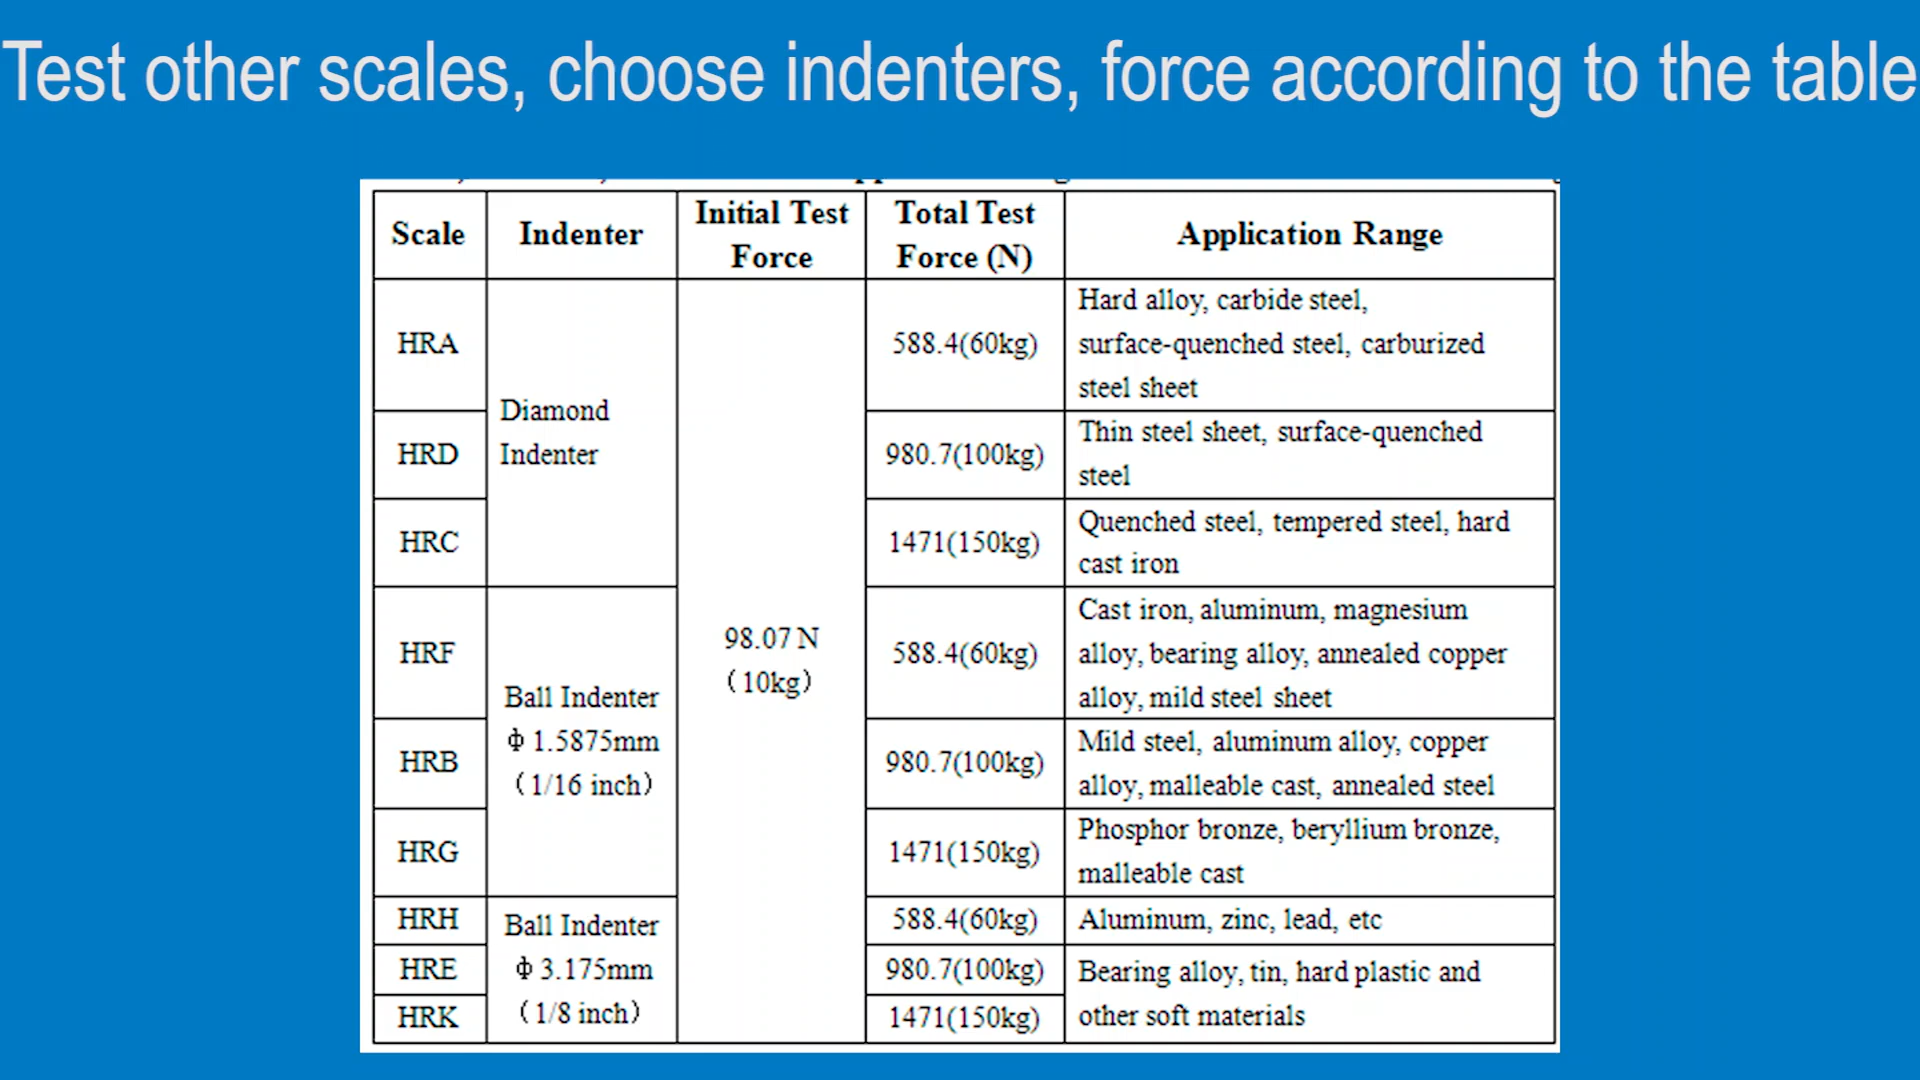 Test other scales, choose indenters, force according to the table
Scale
Indenter
Initial Test
Force
Total Test
Force (N)
Application Range
HRA
Diamond
Indenter
98.07 N
(10kg)
588.4(60kg)
Hard alloy, carbide steel,
surface-quenched steel, carburized
steel sheet
HRD
980.7(100kg)
Thin steel sheet, surface-quenched
steel
HRC
1471(150kg)
Quenched steel, tempered steel, hard
cast iron
HRF
Ball Indenter
ф 1.5875mm
(1/16 inch)
588.4(60kg)
Cast iron, aluminum, magnesium
alloy, bearing alloy, annealed copper
alloy, mild steel sheet
HRB
980.7(100kg)
Mild steel, aluminum alloy, copper
alloy, malleable cast, annealed steel
HRG
1471(150kg)
Phosphor bronze, beryllium bronze,
malleable cast
HRH
Ball Indenter
ф 3.175mm
(1/8 inch)
588.4(60kg)
Aluminum, zinc, lead, etc
HRE
980.7(100kg)
Bearing alloy, tin, hard plastic and
other soft materials
HRK
1471(150kg)